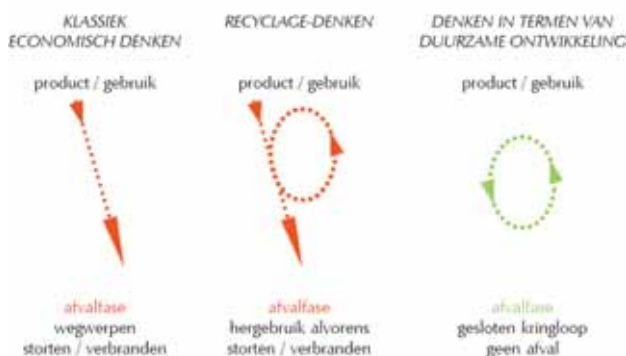 KLASSIEK
ECONOMISCH DENKEN
product / gebruik
afvalfase
wegwerpen
storten / verbranden
RECYCLAGE-DENKEN
product / gebruik
afvalfase
hergebruik alvorens
storten / verbranden
DENKEN IN TERMEN VAN
DUURZAME ONTWIKKELING
product / gebruik
afvalfase
gesloten kringloop
geen afval